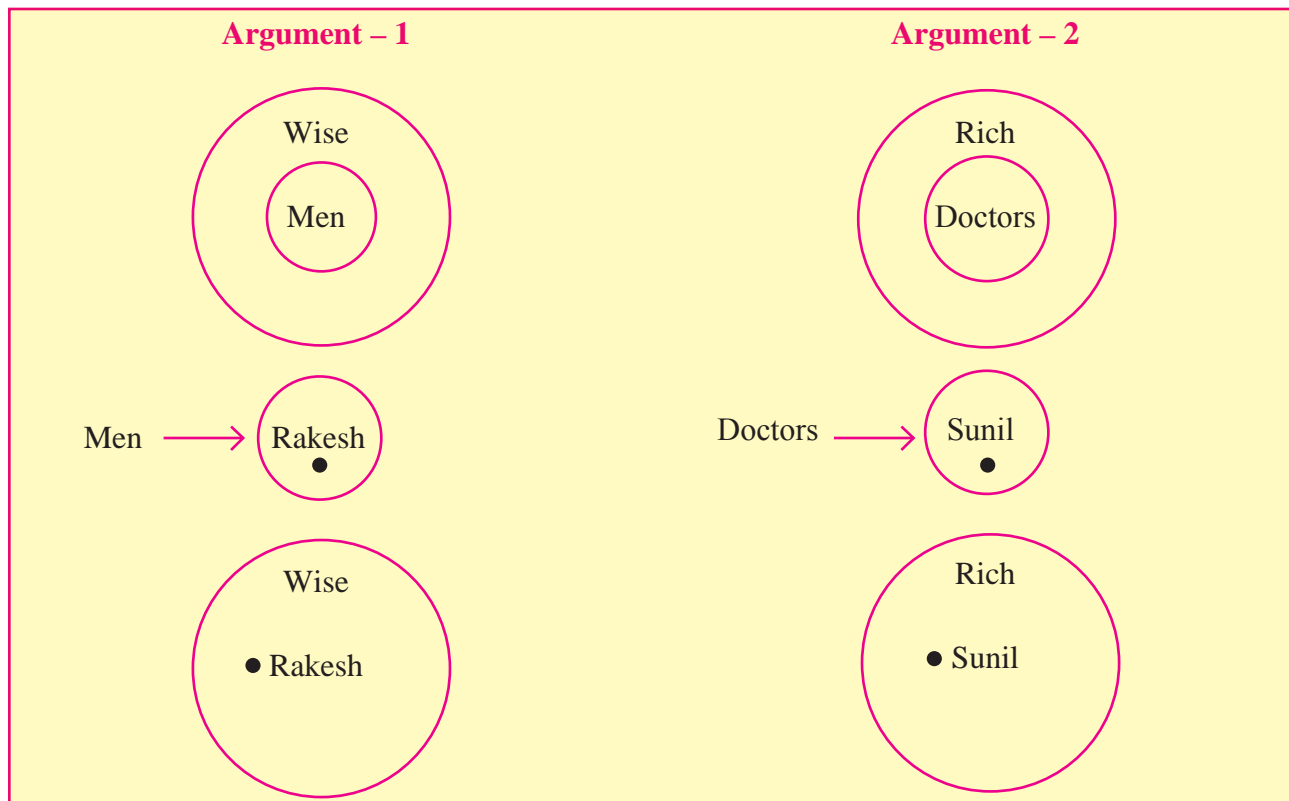 Argument – 1
Wise
Men
Men
Rakesh
Wise
Rakesh
Argument – 2
Rich
Doctors
Doctors
Sunil
Rich
Sunil